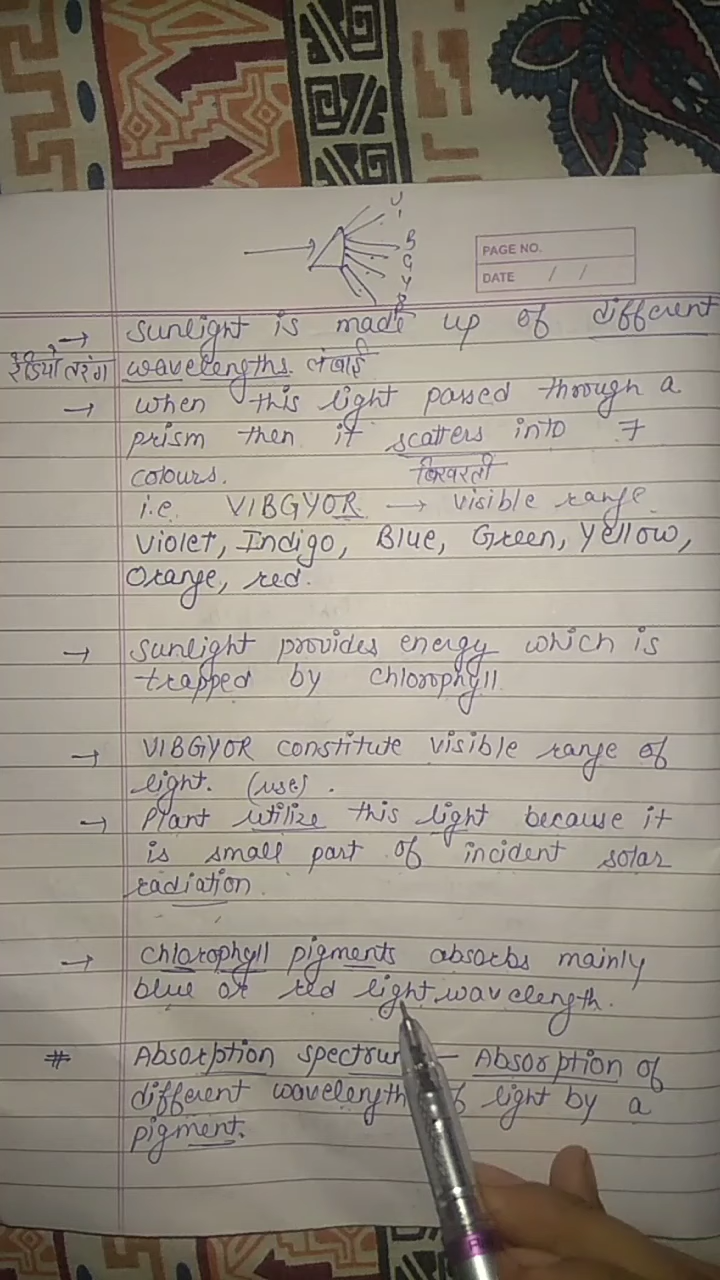 V
I
B
G
Y
R
PAGE NO.
DATE / /
→ sunlight is made up of different
रेडियो तरंग wavelengths. लंबाई
→ when this light passed through a
prism then it scatters into 7
colours. बिखरती
i.e. VIBGYOR → visible range
Violet, Indigo, Blue, Green, Yellow,
Orange, red.
→ sunlight provides energy which is
trapped by chlorophyll
→ VIBGYOR constitute visible range of
light. (use).
→ Plant utilize this light because it
is small part of incident solar
radiation.
→ chlorophyll pigments absorbs mainly
blue or red light wavelength.
# Absorption spectrum – Absorption of
different wavelength of light by a
pigment.